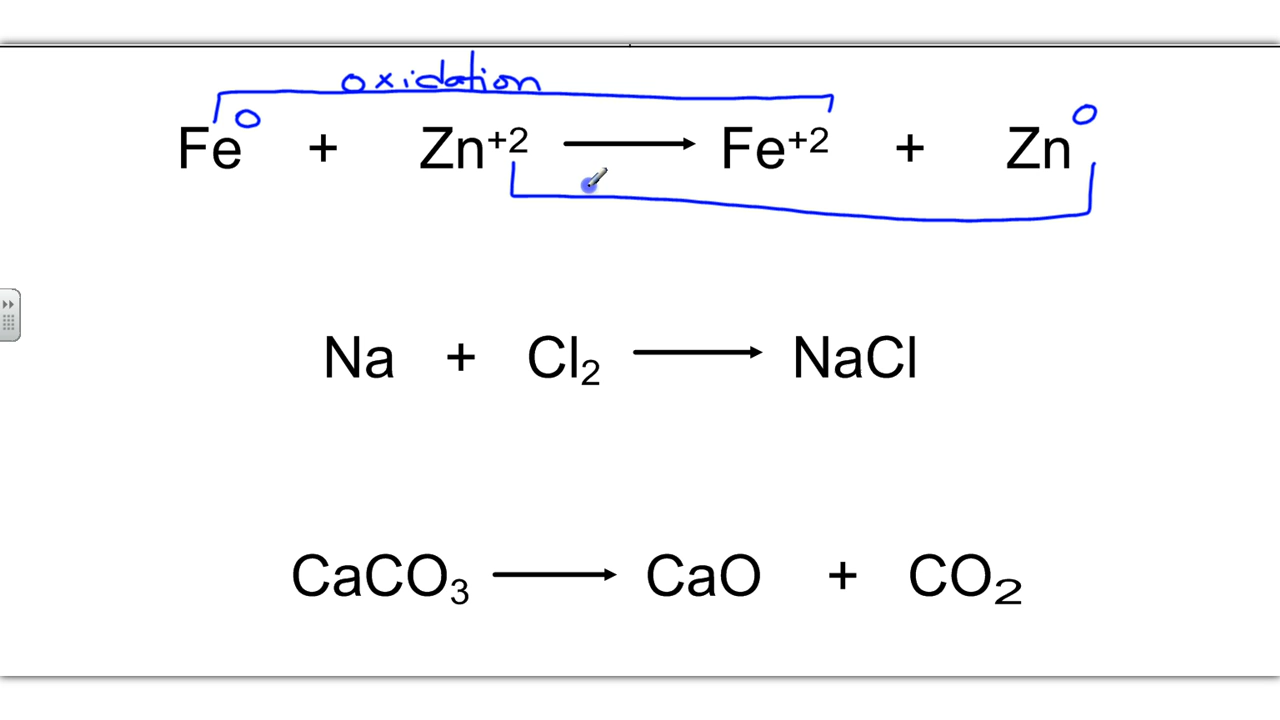 oxidation
Fe⁰ + Zn⁺² ⟶ Fe⁺² + Zn⁰
Na + Cl₂ ⟶ NaCl
CaCO₃ ⟶ CaO + CO₂